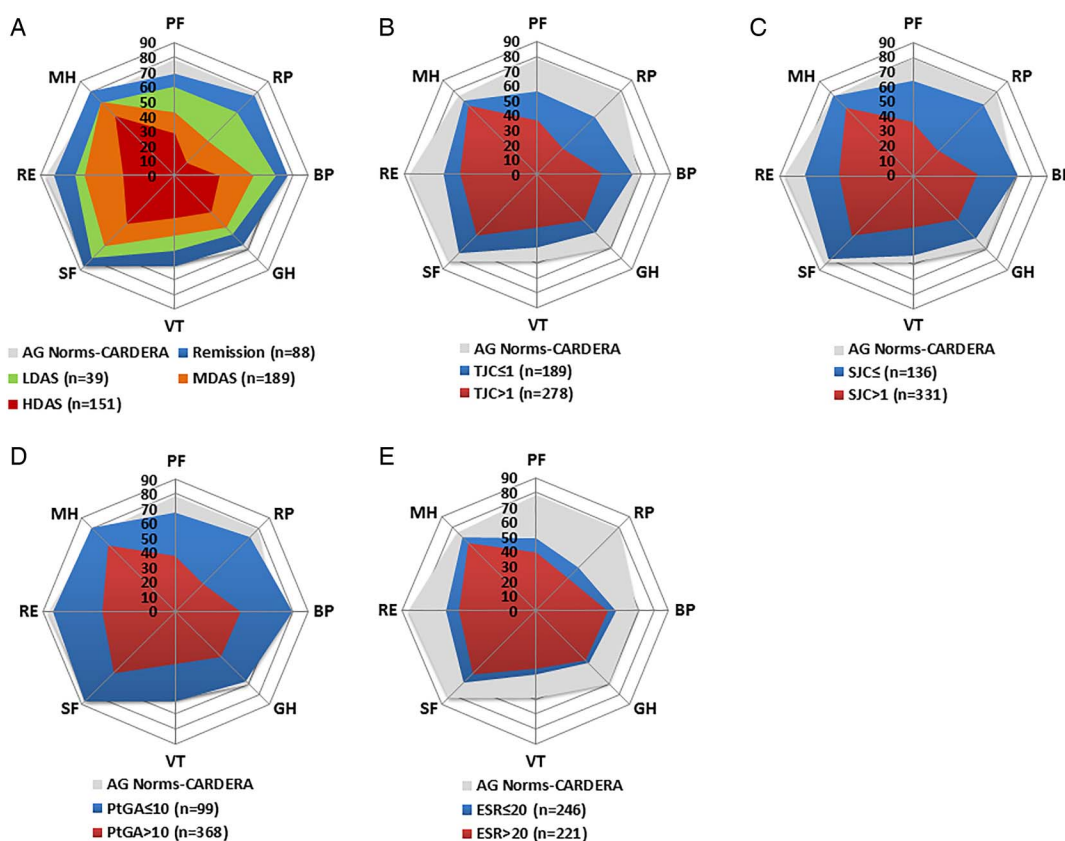 A
PF
90
80
70
60
50
40
30
20
10
0
MH
RP
RE
BP
SF
GH
VT
AG Norms-CARDERA
Remission (n=88)
LDAS (n=39)
MDAS (n=189)
HDAS (n=151)
B
PF
90
80
70
60
50
40
30
20
10
0
MH
RP
RE
BP
SF
GH
VT
AG Norms-CARDERA
TJC≤1 (n=189)
TJC>1 (n=278)
C
PF
90
80
70
60
50
40
30
20
10
0
MH
RP
RE
BP
SF
GH
VT
AG Norms-CARDERA
SJC≤ (n=136)
SJC>1 (n=331)
D
PF
90
80
70
60
50
40
30
20
10
0
MH
RP
RE
BP
SF
GH
VT
AG Norms-CARDERA
PtGA≤10 (n=99)
PtGA>10 (n=368)
E
PF
90
80
70
60
50
40
30
20
10
0
MH
RP
RE
BP
SF
GH
VT
AG Norms-CARDERA
ESR≤20 (n=246)
ESR>20 (n=221)